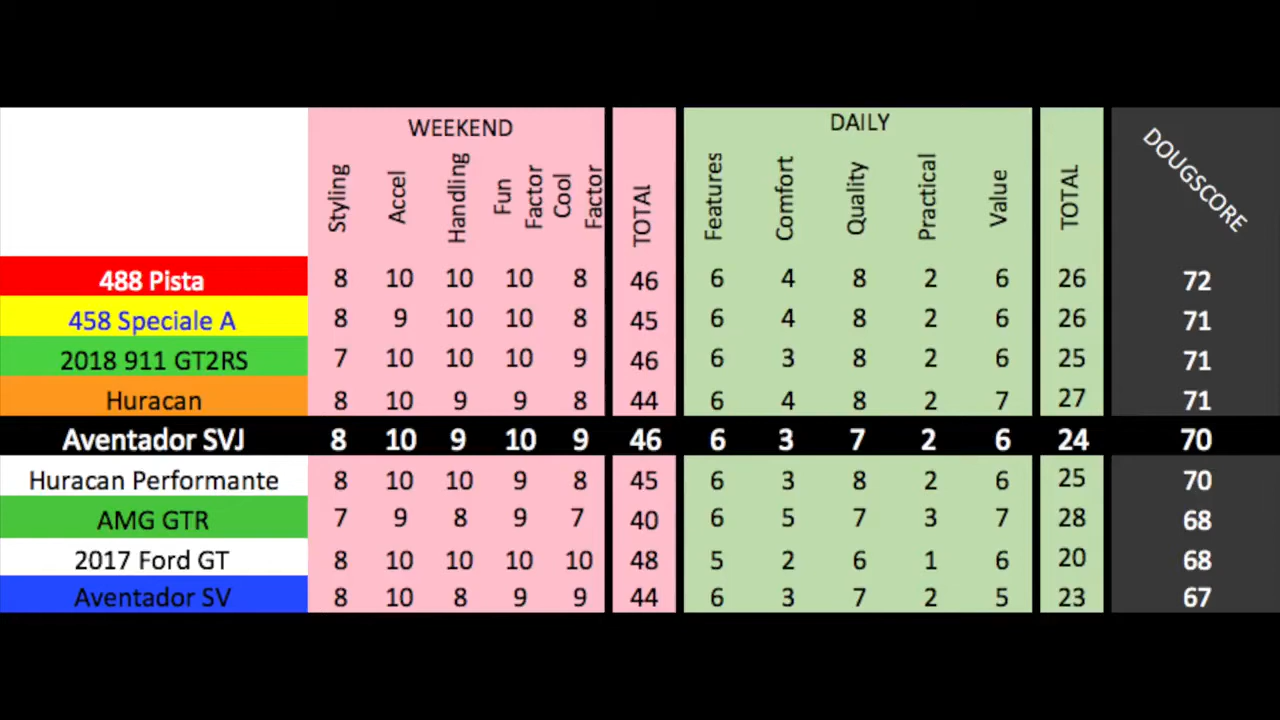 WEEKEND DAILY
Styling Accel Handling Fun Factor Cool Factor TOTAL Features Comfort Quality Practical Value TOTAL DOUGSCORE
488 Pista 8 10 10 10 8 46 6 4 8 2 6 26 72
458 Speciale A 8 9 10 10 8 45 6 4 8 2 6 26 71
2018 911 GT2RS 7 10 10 10 9 46 6 3 8 2 6 25 71
Huracan 8 10 9 9 8 44 6 4 8 2 7 27 71
Aventador SVJ 8 10 9 10 9 46 6 3 7 2 6 24 70
Huracan Performante 8 10 10 9 8 45 6 3 8 2 6 25 70
AMG GTR 7 9 8 9 7 40 6 5 7 3 7 28 68
2017 Ford GT 8 10 10 10 10 48 5 2 6 1 6 20 68
Aventador SV 8 10 8 9 9 44 6 3 7 2 5 23 67